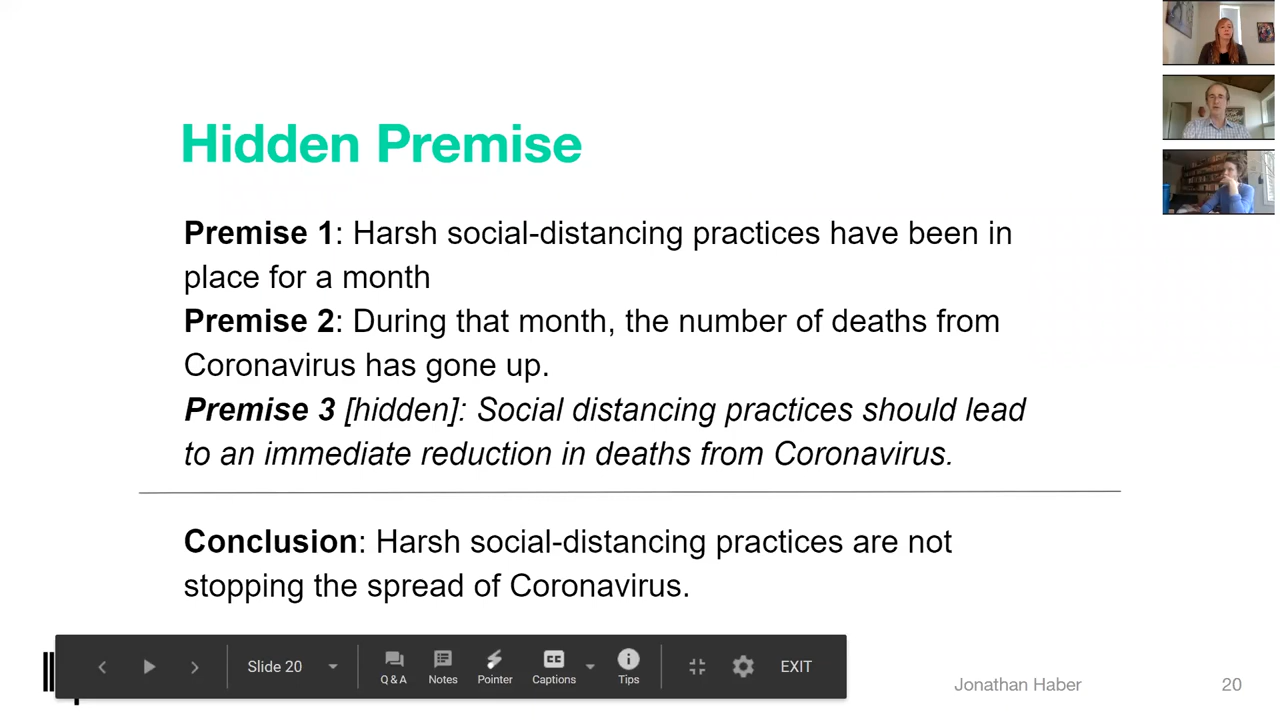 Hidden Premise
Premise 1: Harsh social-distancing practices have been in
place for a month
Premise 2: During that month, the number of deaths from
Coronavirus has gone up.
Premise 3 [hidden]: Social distancing practices should lead
to an immediate reduction in deaths from Coronavirus.
Conclusion: Harsh social-distancing practices are not
stopping the spread of Coronavirus.
Slide 20
Q & A
Notes
Pointer
CC
Captions
Tips
EXIT
Jonathan Haber
20